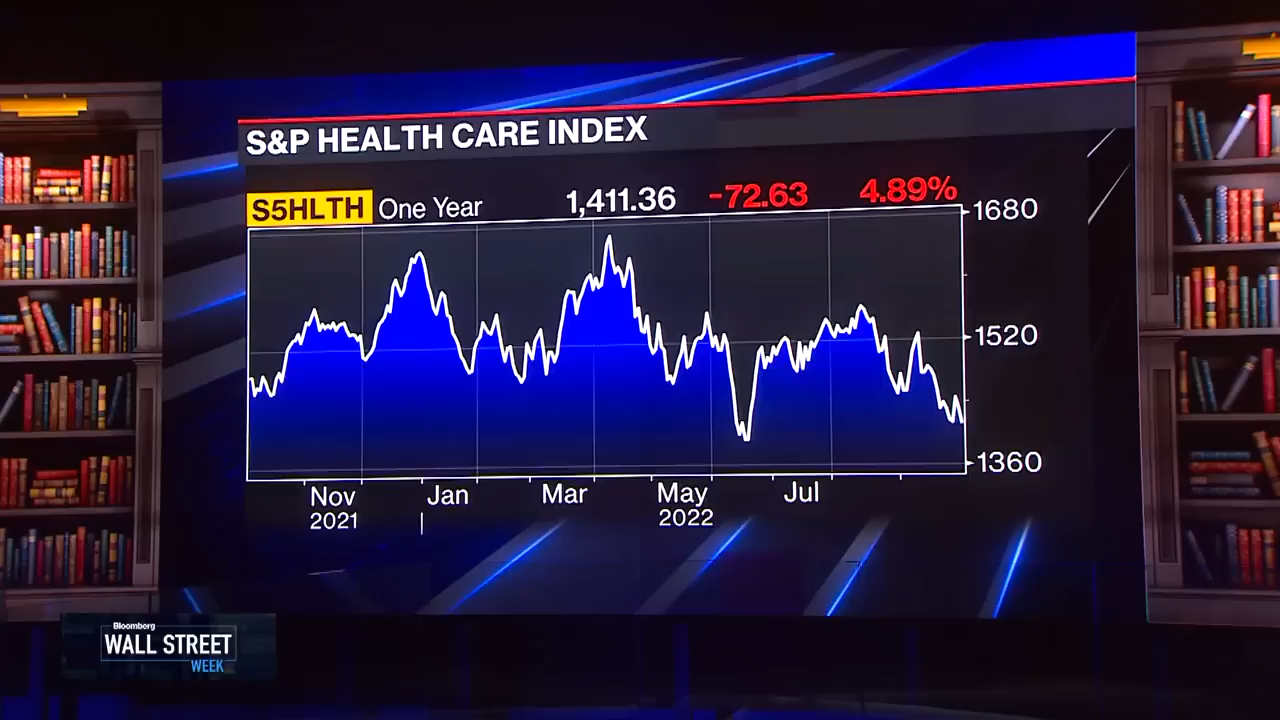 S&P HEALTH CARE INDEX
S5HLTH One Year 1,411.36 -72.63 4.89%
1680
1520
1360
Nov Jan Mar May Jul
2021 2022
Bloomberg
WALL STREET
WEEK